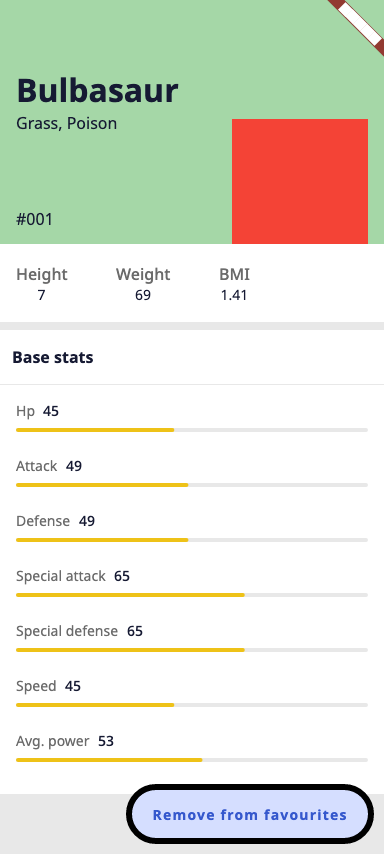 Bulbasaur
Grass, Poison
#001
Height Weight BMI
7 69 1.41
Base stats
Hp 45
Attack 49
Defense 49
Special attack 65
Special defense 65
Speed 45
Avg. power 53
Remove from favourites